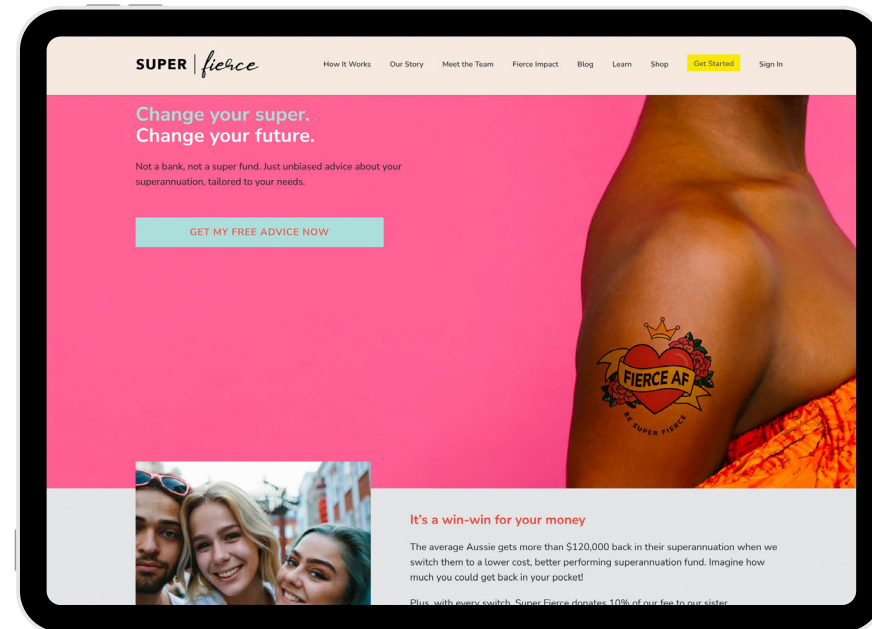 SUPER fierce
How It Works Our Story Meet the Team Fierce Impact Blog Learn Shop Get Started Sign In
Change your super.
Change your future.
Not a bank, not a super fund. Just unbiased advice about your
superannuation, tailored to your needs.
GET MY FREE ADVICE NOW
FIERCE AF
BE SUPER FIERCE
It's a win-win for your money
The average Aussie gets more than $120,000 back in their superannuation when we
switch them to a lower cost, better performing superannuation fund. Imagine how
much you could get back in your pocket!
Plus, with every switch, Super Fierce donates 10% of our fee to our sister